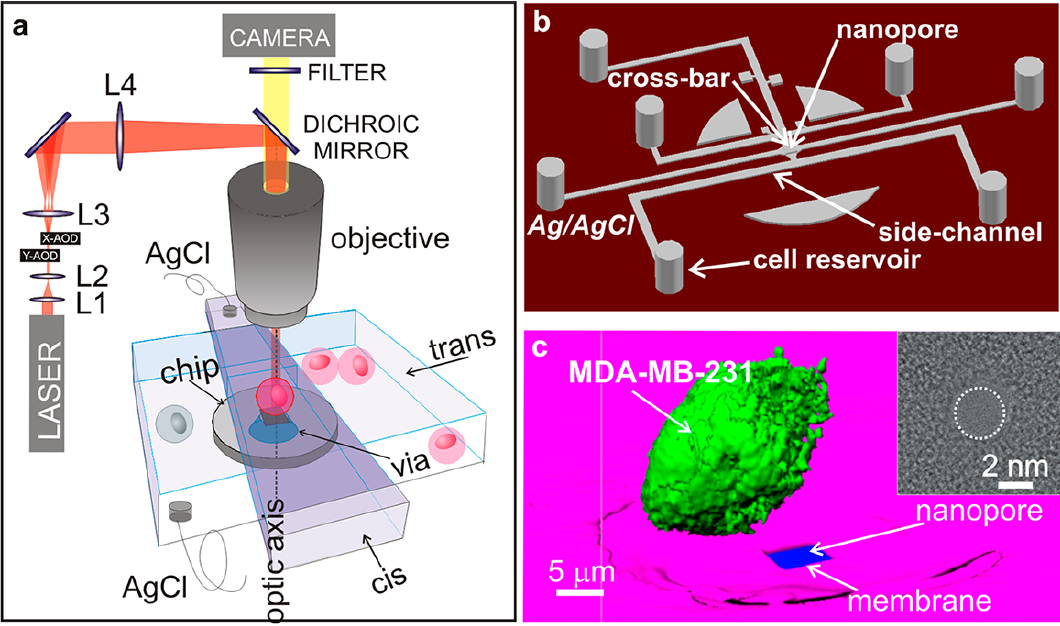 a
CAMERA
FILTER
L4
DICHROIC
MIRROR
L3
X-AOD
Y-AOD
L2
L1
LASER
AgCl
objective
chip
trans
via
optic axis
cis
AgCl
b
nanopore
cross-bar
Ag/AgCl
side-channel
cell reservoir
c
MDA-MB-231
2 nm
nanopore
5 μm
membrane